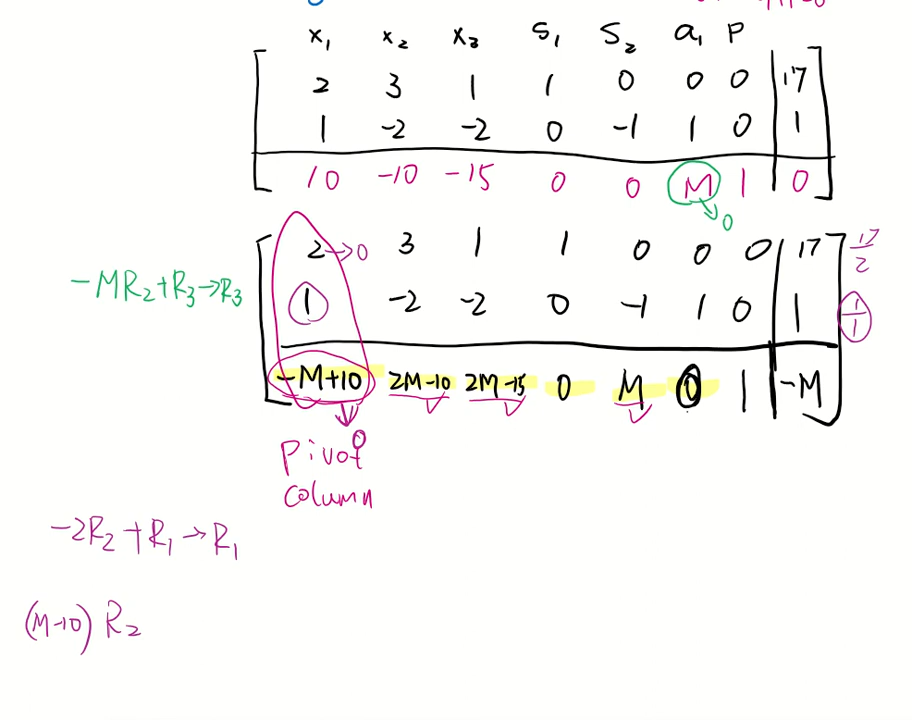 x₁ x₂ x₃ S₁ S₂ a₁ P
2 3 1 1 0 0 0 17
1 -2 -2 0 -1 1 0 1
10 -10 -15 0 0 M 1 0
→0
2→0 3 1 1 0 0 0 17 17/2
-MR₂+R₃→R₃
1 -2 -2 0 -1 1 0 1 1/1
-M+10 2M-10 2M-15 0 M 0 1 -M
→0
Pivot
column
-2R₂+R₁→R₁
(M-10) R₂